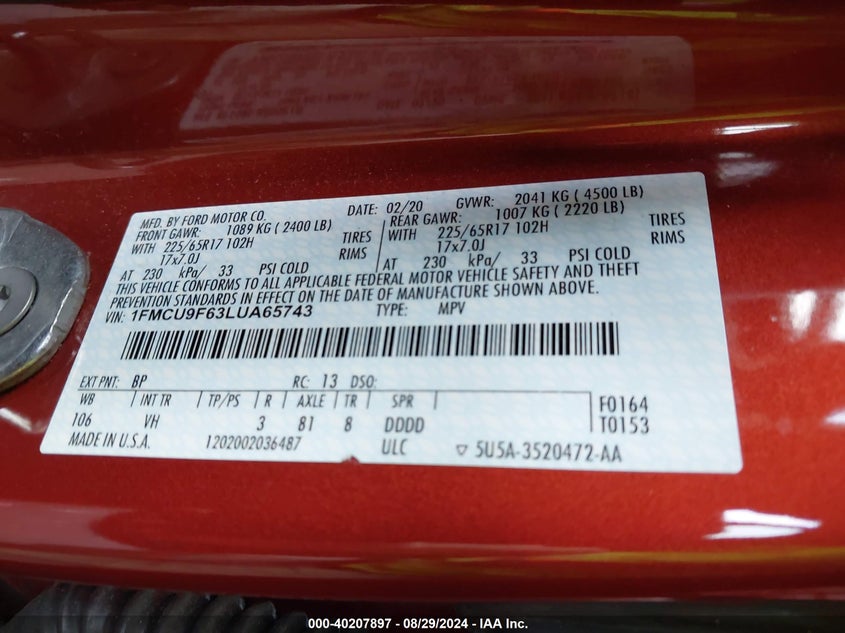 MFD. BY FORD MOTOR CO.
DATE: 02/20
GVWR: 2041 KG ( 4500 LB)
FRONT GAWR: 1089 KG ( 2400 LB)
REAR GAWR: 1007 KG ( 2220 LB)
WITH 225/65R17 102H TIRES
WITH 225/65R17 102H TIRES
17x7.0J RIMS
17x7.0J RIMS
AT 230 kPa/ 33 PSI COLD
AT 230 kPa/ 33 PSI COLD
THIS VEHICLE CONFORMS TO ALL APPLICABLE FEDERAL MOTOR VEHICLE SAFETY AND THEFT
PREVENTION STANDARDS IN EFFECT ON THE DATE OF MANUFACTURE SHOWN ABOVE.
VIN: 1FMCU9F63LUA65743
TYPE: MPV
EXT PNT: BP RC: 13 DSO:
WB INT TR TP/PS R AXLE TR SPR
F0164
106 VH 3 81 8 DDDD
T0153
MADE IN U.S.A. 1202002036487 ULC ▽ 5U5A-3520472-AA
000-40207897 - 08/29/2024 - IAA Inc.